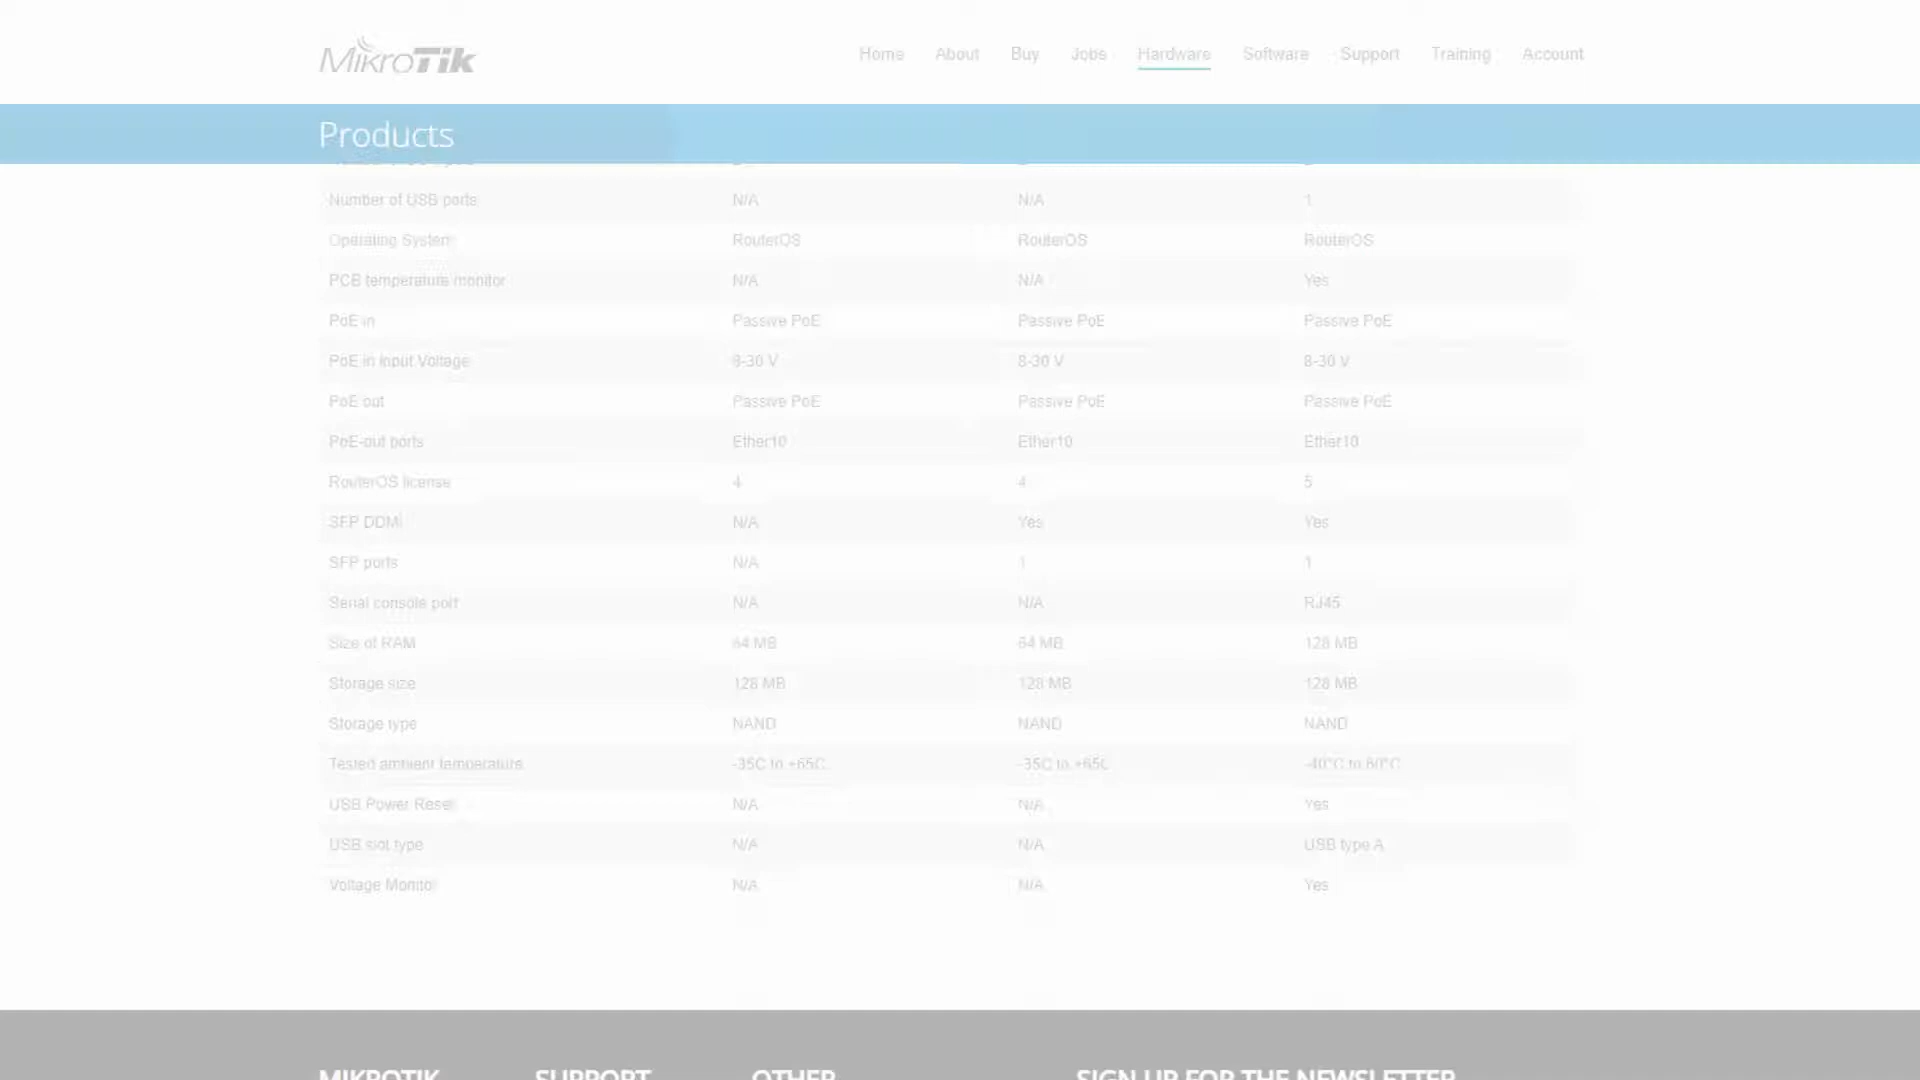 MikroTik Home About Buy Jobs Hardware Software Support Training Account
Products
Number of USB ports N/A N/A 1
Operating System RouterOS RouterOS RouterOS
PCB temperature monitor N/A N/A Yes
PoE in Passive PoE Passive PoE Passive PoE
PoE in Input Voltage 8-30 V 8-30 V 8-30 V
PoE out Passive PoE Passive PoE Passive PoE
PoE-out ports Ether10 Ether10 Ether10
RouterOS license 4 4 5
SFP DDMI N/A Yes Yes
SFP ports N/A 1 1
Serial console port N/A N/A RJ45
Size of RAM 64 MB 64 MB 128 MB
Storage size 128 MB 128 MB 128 MB
Storage type NAND NAND NAND
Tested ambient temperature -35C to +65C -35C to +65C -40°C to 60°C
USB Power Reset N/A N/A Yes
USB slot type N/A N/A USB type A
Voltage Monitor N/A N/A Yes
MIKROTIK SUPPORT OTHER SIGN UP FOR THE NEWSLETTER